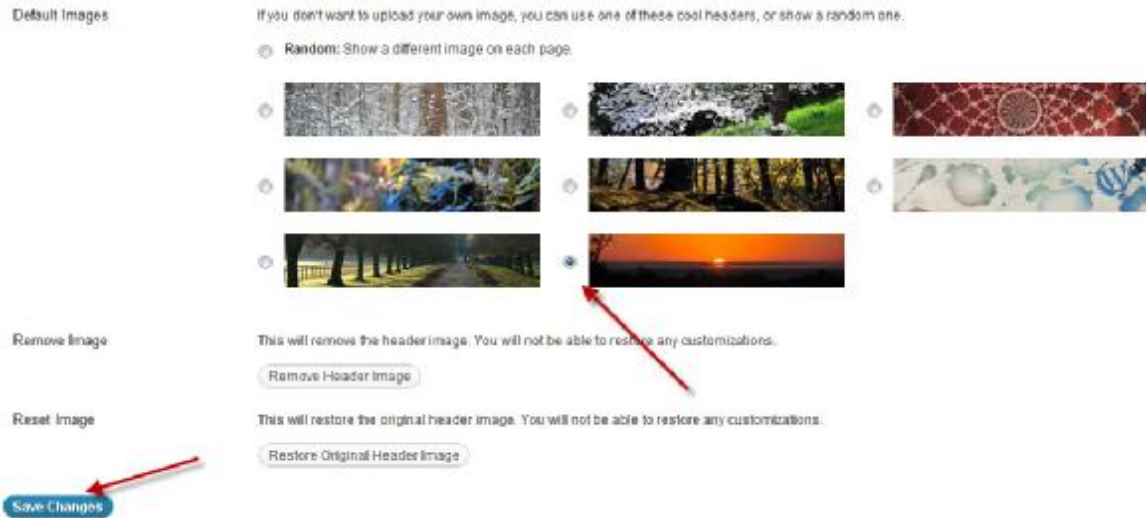 Default Images
If you don't want to upload your own image, you can use one of these cool headers, or show a random one.
Random: Show a different image on each page.
Remove Image
This will remove the header image. You will not be able to restore any customizations.
Remove Header Image
Reset Image
This will restore the original header image. You will not be able to restore any customizations.
Restore Original Header Image
Save Changes